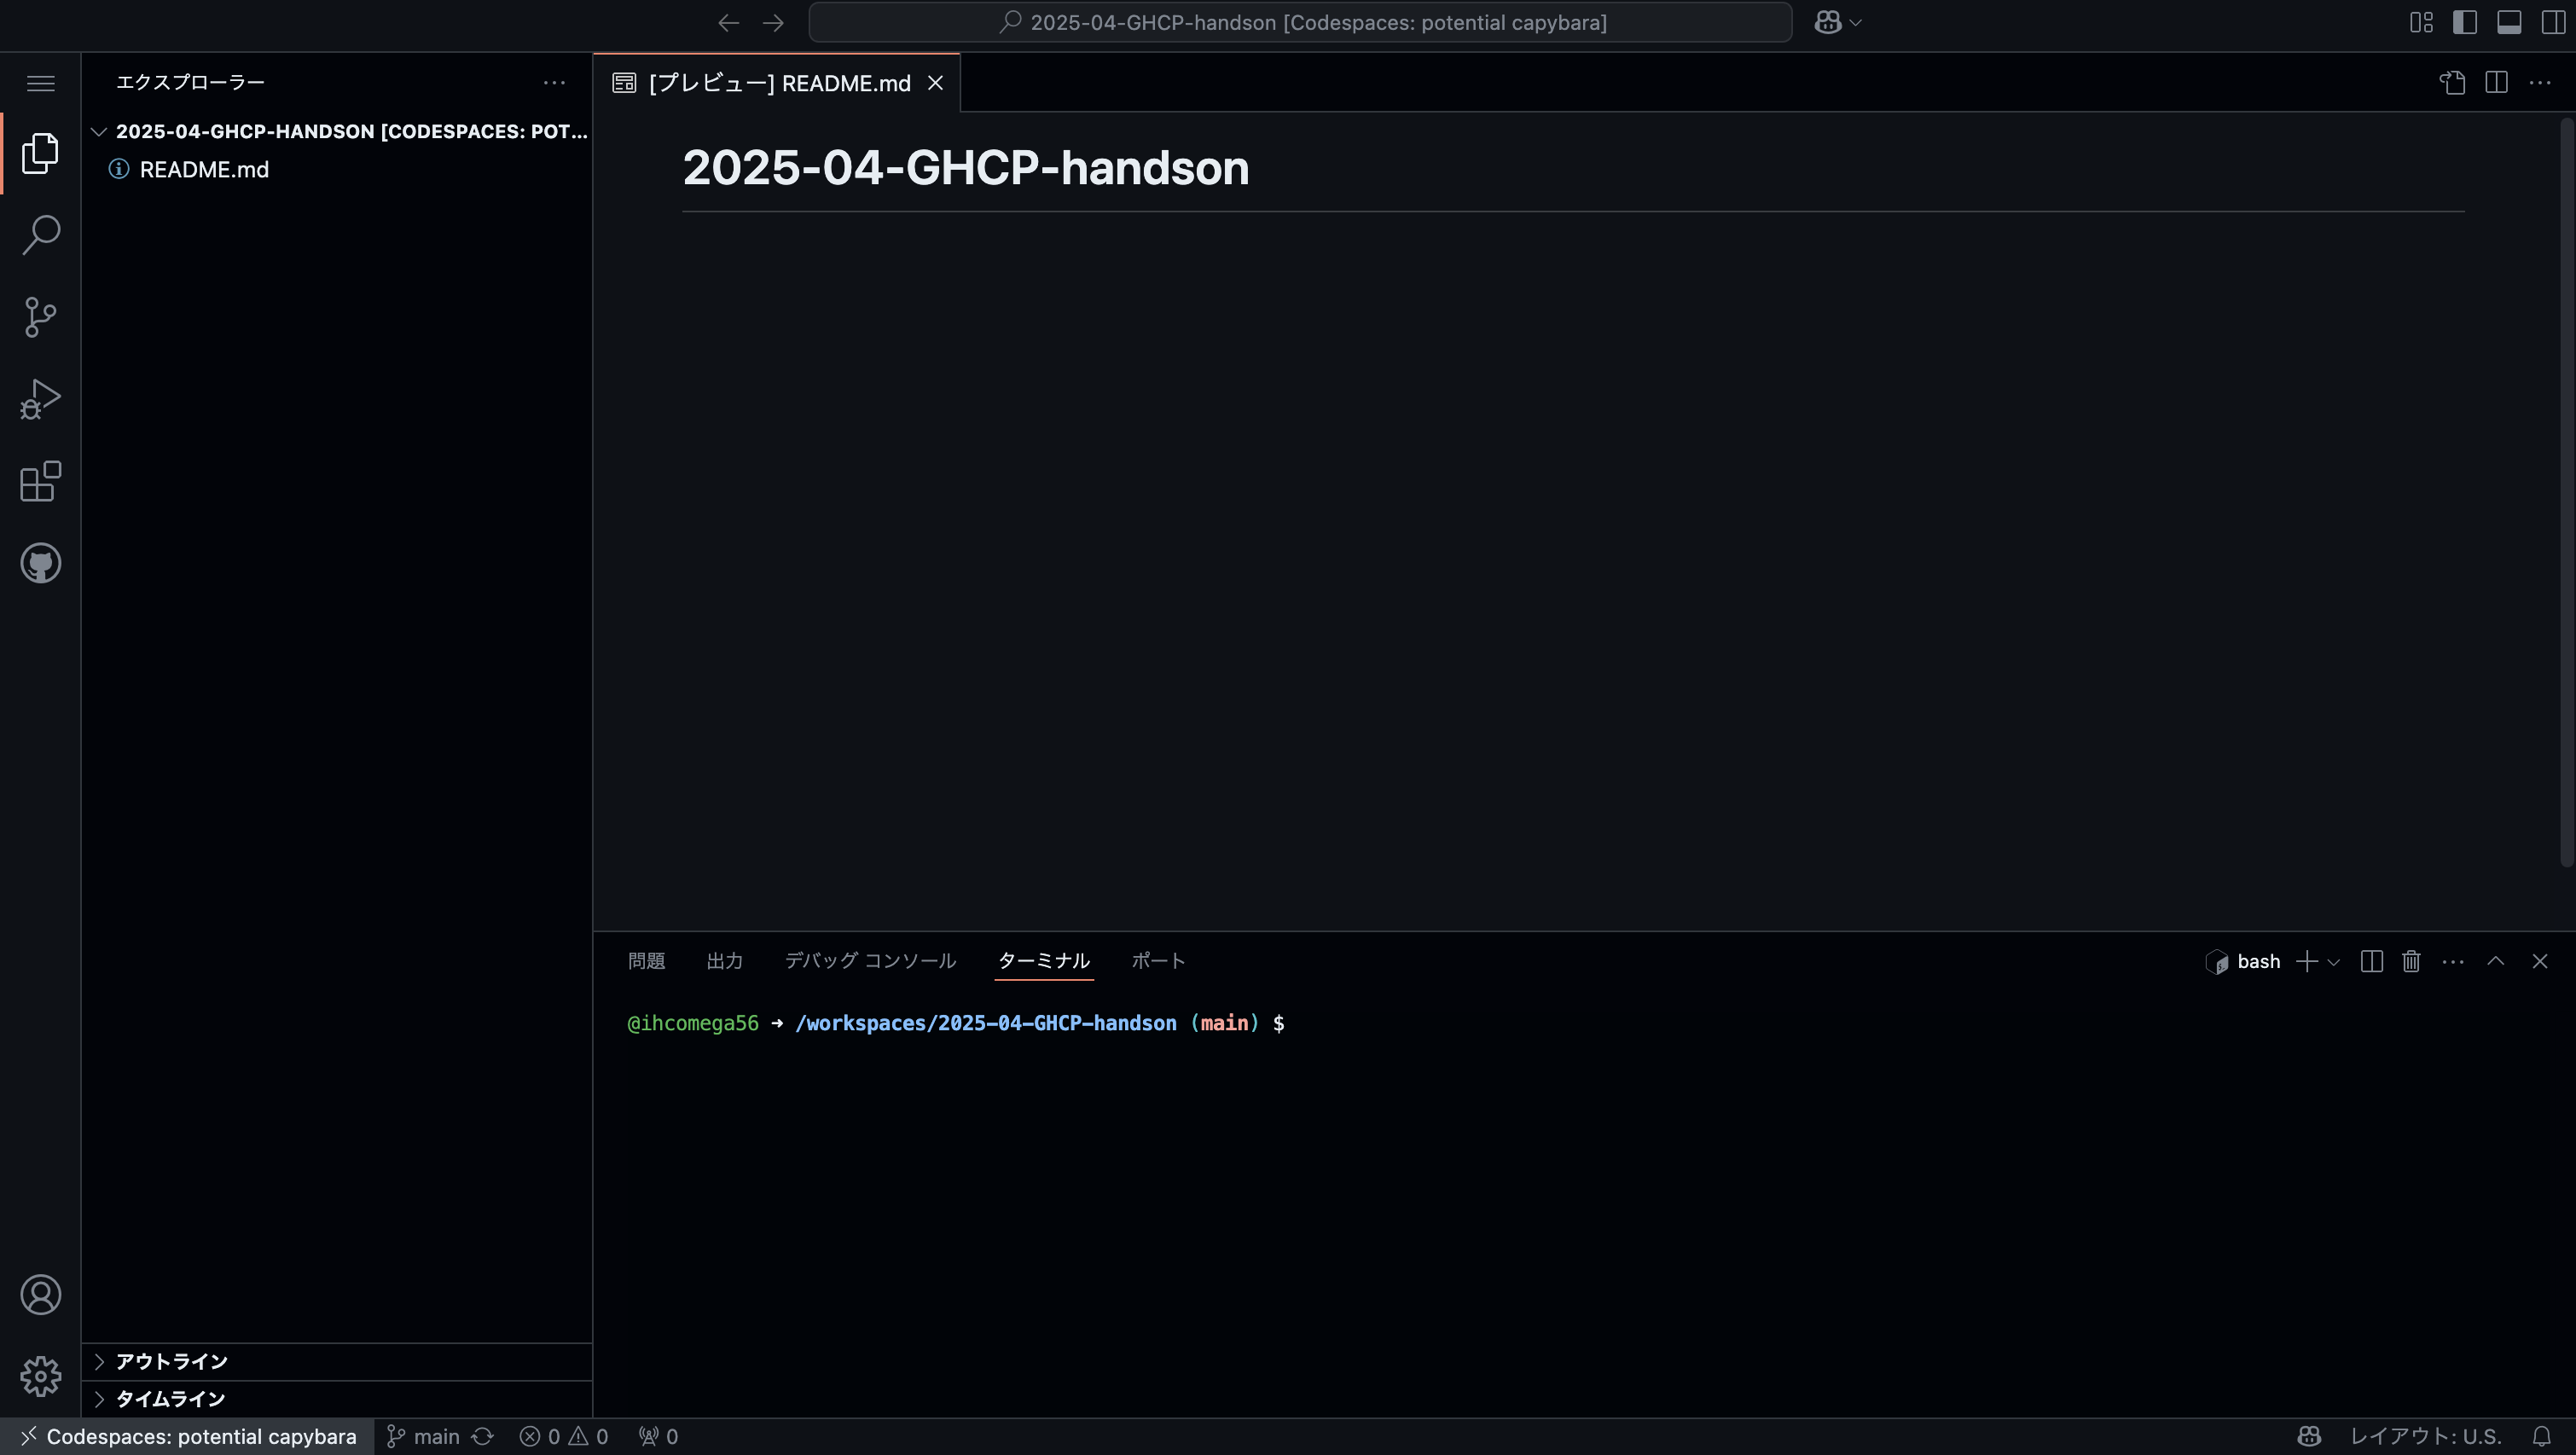 2025-04-GHCP-handson [Codespaces: potential capybara]
エクスプローラー
2025-04-GHCP-HANDSON [CODESPACES: POT...
README.md
アウトライン
タイムライン
[プレビュー] README.md
2025-04-GHCP-handson
問題 出力 デバッグ コンソール ターミナル ポート
bash
@ihcomega56 ➜ /workspaces/2025-04-GHCP-handson (main) $
Codespaces: potential capybara main 0 0 0 レイアウト: U.S.